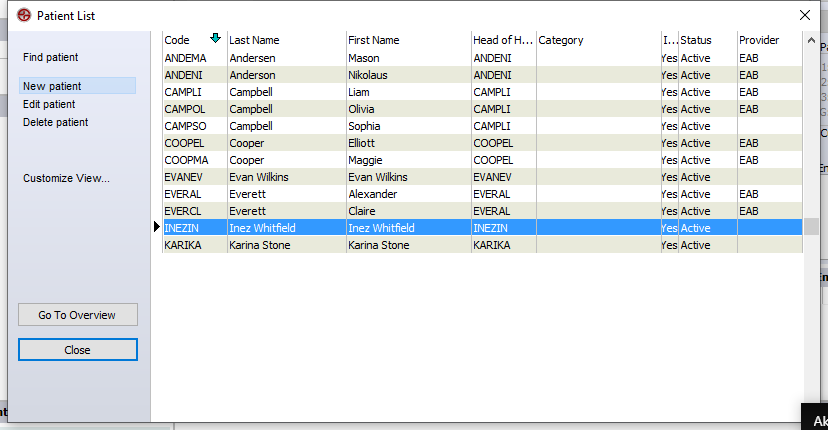 Patient List
Find patient
New patient
Edit patient
Delete patient
Customize View...
Go To Overview
Close
Code Last Name First Name Head of H... Category I... Status Provider
ANDEMA Andersen Mason ANDENI Yes Active EAB
ANDENI Anderson Nikolaus ANDENI Yes Active EAB
CAMPLI Campbell Liam CAMPLI Yes Active EAB
CAMPOL Campbell Olivia CAMPLI Yes Active EAB
CAMPSO Campbell Sophia CAMPLI Yes Active
COOPEL Cooper Elliott COOPEL Yes Active EAB
COOPMA Cooper Maggie COOPEL Yes Active EAB
EVANEV Evan Wilkins Evan Wilkins EVANEV Yes Active
EVERAL Everett Alexander EVERAL Yes Active EAB
EVERCL Everett Claire EVERAL Yes Active EAB
INEZIN Inez Whitfield Inez Whitfield INEZIN Yes Active
KARIKA Karina Stone Karina Stone KARIKA Yes Active
Ak